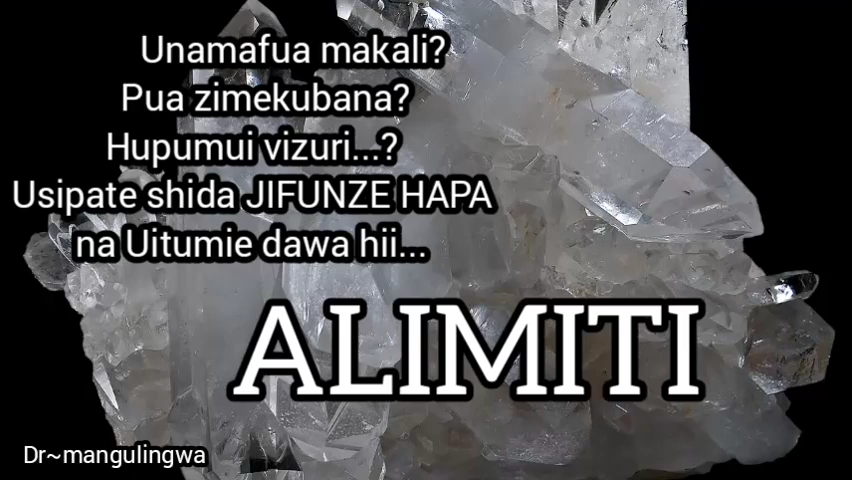 Unamafua makali?
Pua zimekubana?
Hupumui vizuri...?
Usipate shida JIFUNZE HAPA
na Uitumie dawa hii...
ALIMITI
Dr~mangulingwa